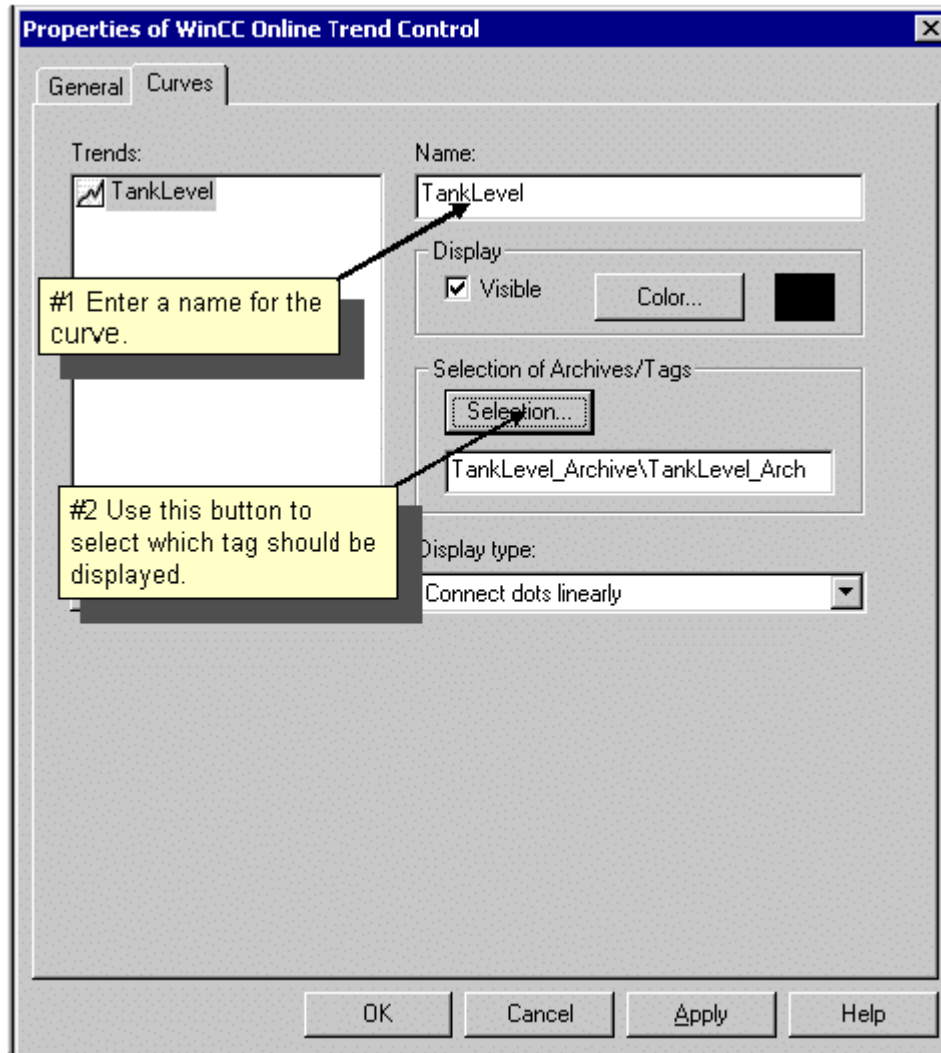 Properties of WinCC Online Trend Control
General
Curves
Trends:
TankLevel
Name:
TankLevel
#1 Enter a name for the
curve.
Display
Visible
Color...
Selection of Archives/Tags
Selection...
TankLevel_Archive\TankLevel_Arch
#2 Use this button to
select which tag should be
displayed.
Display type:
Connect dots linearly
OK
Cancel
Apply
Help